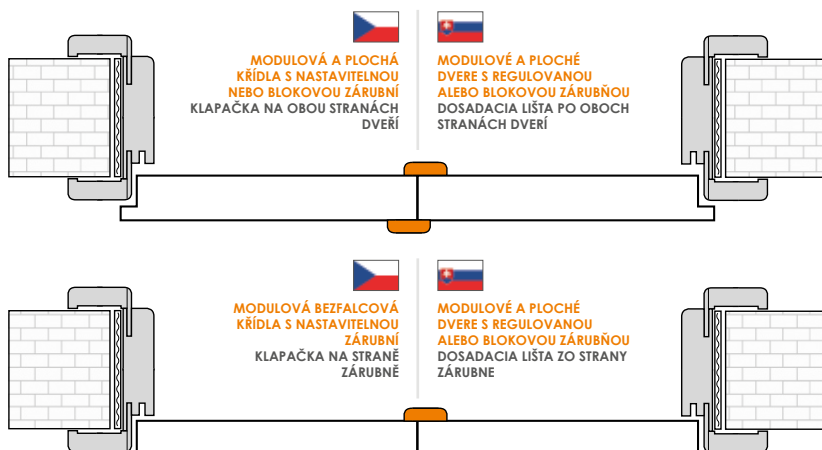 MODULOVÁ A PLOCHÁ
KŘÍDLA S NASTAVITELNOU
NEBO BLOKOVOU ZÁRUBNÍ
KLAPAČKA NA OBOU STRANÁCH
DVEŘÍ
MODULOVÉ A PLOCHÉ
DVERE S REGULOVANOU
ALEBO BLOKOVOU ZÁRUBŇOU
DOSADACIA LIŠTA PO OBOCH
STRANÁCH DVERÍ
MODULOVÁ BEZFALCOVÁ
KŘÍDLA S NASTAVITELNOU
ZÁRUBNÍ
KLAPAČKA NA STRANĚ
ZÁRUBNĚ
MODULOVÉ A PLOCHÉ
DVERE S REGULOVANOU
ALEBO BLOKOVOU ZÁRUBŇOU
DOSADACIA LIŠTA ZO STRANY
ZÁRUBNE